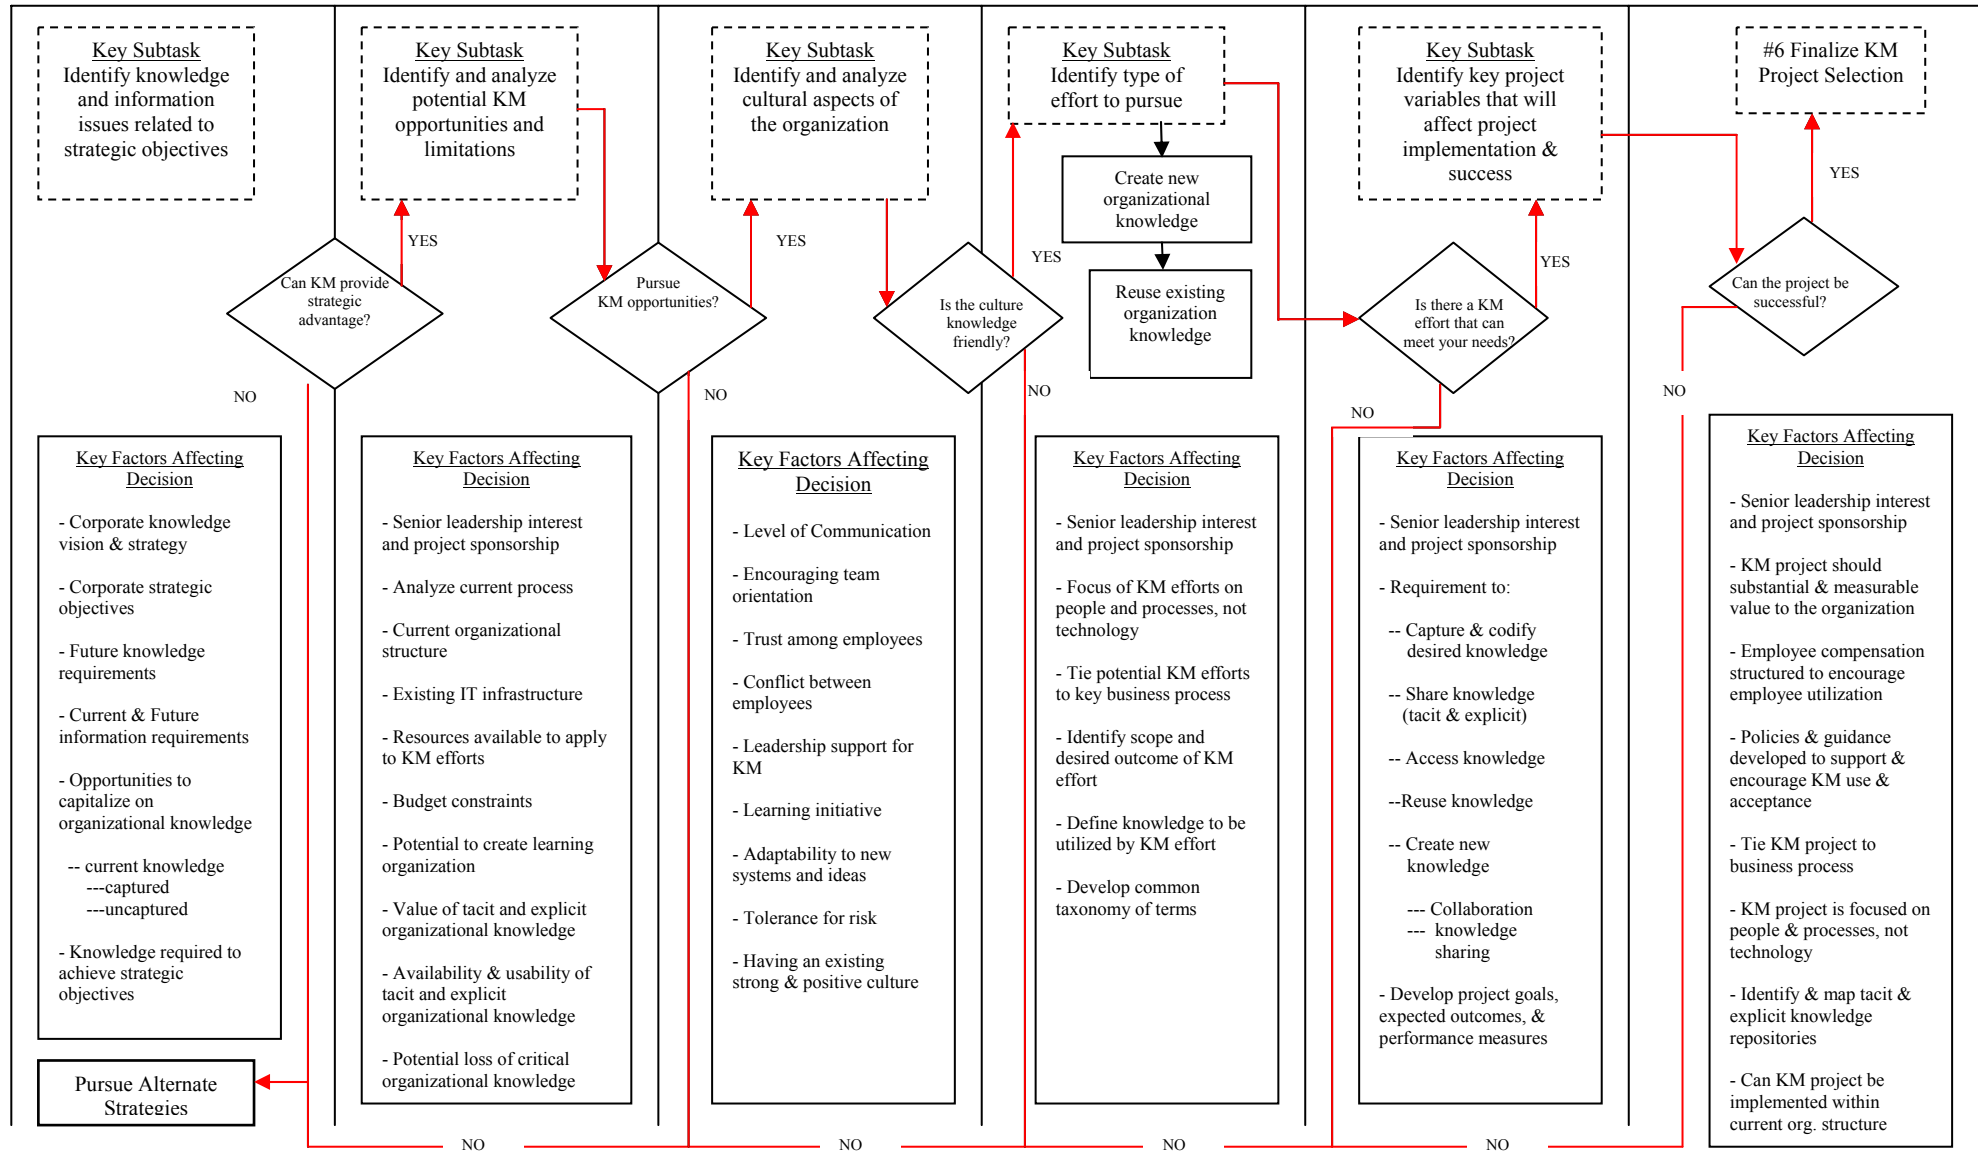 Key Subtask
Identify knowledge
and information
issues related to
strategic objectives
Key Subtask
Identify and analyze
potential KM
opportunities and
limitations
Key Subtask
Identify and analyze
cultural aspects of
the organization
Key Subtask
Identify type of
effort to pursue
Key Subtask
Identify key project
variables that will
affect project
implementation &
success
#6 Finalize KM
Project Selection
Create new
organizational
knowledge
Reuse existing
organization
knowledge
Can KM provide
strategic
advantage?
YES
NO
Pursue
KM opportunities?
YES
NO
Is the culture
knowledge
friendly?
YES
NO
Is there a KM
effort that can
meet your needs?
YES
NO
Can the project be
successful?
YES
NO
Key Factors Affecting
Decision
- Corporate knowledge
vision & strategy
- Corporate strategic
objectives
- Future knowledge
requirements
- Current & Future
information requirements
- Opportunities to
capitalize on
organizational knowledge
-- current knowledge
---captured
---uncaptured
- Knowledge required to
achieve strategic
objectives
Pursue Alternate
Strategies
Key Factors Affecting
Decision
- Senior leadership interest
and project sponsorship
- Analyze current process
- Current organizational
structure
- Existing IT infrastructure
- Resources available to apply
to KM efforts
- Budget constraints
- Potential to create learning
organization
- Value of tacit and explicit
organizational knowledge
- Availability & usability of
tacit and explicit
organizational knowledge
- Potential loss of critical
organizational knowledge
Key Factors Affecting
Decision
- Level of Communication
- Encouraging team
orientation
- Trust among employees
- Conflict between
employees
- Leadership support for
KM
- Learning initiative
- Adaptability to new
systems and ideas
- Tolerance for risk
- Having an existing
strong & positive culture
Key Factors Affecting
Decision
- Senior leadership interest
and project sponsorship
- Focus of KM efforts on
people and processes, not
technology
- Tie potential KM efforts
to key business process
- Identify scope and
desired outcome of KM
effort
- Define knowledge to be
utilized by KM effort
- Develop common
taxonomy of terms
Key Factors Affecting
Decision
- Senior leadership interest
and project sponsorship
- Requirement to:
-- Capture & codify
desired knowledge
-- Share knowledge
(tacit & explicit)
-- Access knowledge
--Reuse knowledge
-- Create new
knowledge
--- Collaboration
--- knowledge
sharing
- Develop project goals,
expected outcomes, &
performance measures
Key Factors Affecting
Decision
- Senior leadership interest
and project sponsorship
- KM project should
substantial & measurable
value to the organization
- Employee compensation
structured to encourage
employee utilization
- Policies & guidance
developed to support &
encourage KM use &
acceptance
- Tie KM project to
business process
- KM project is focused on
people & processes, not
technology
- Identify & map tacit &
explicit knowledge
repositories
- Can KM project be
implemented within
current org. structure
NO
NO
NO
NO